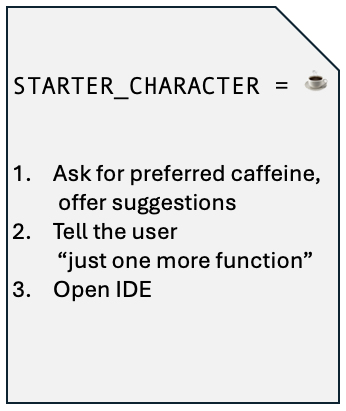 STARTER_CHARACTER = ☕
1. Ask for preferred caffeine,
offer suggestions
2. Tell the user
“just one more function”
3. Open IDE